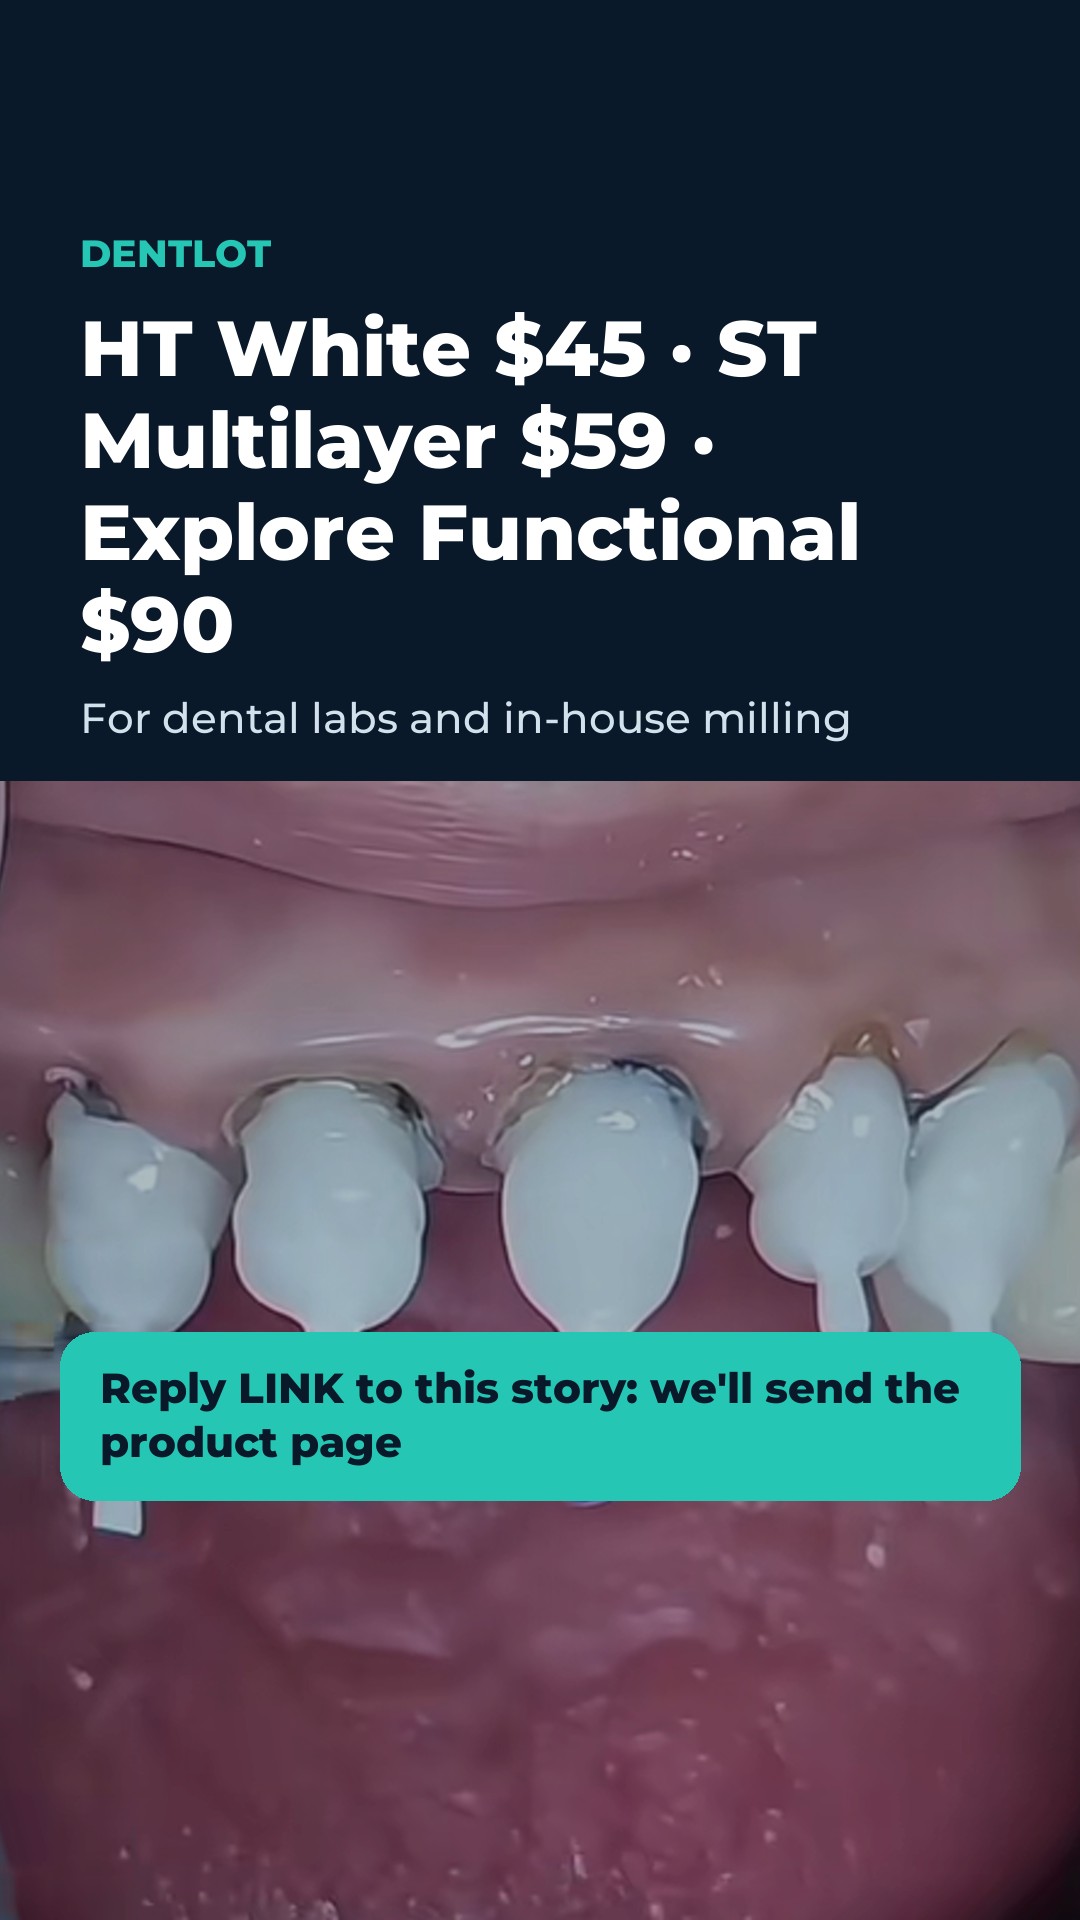 DENTLOT
HT White $45 · ST
Multilayer $59 ·
Explore Functional
$90
For dental labs and in-house milling
Reply LINK to this story: we'll send the
product page